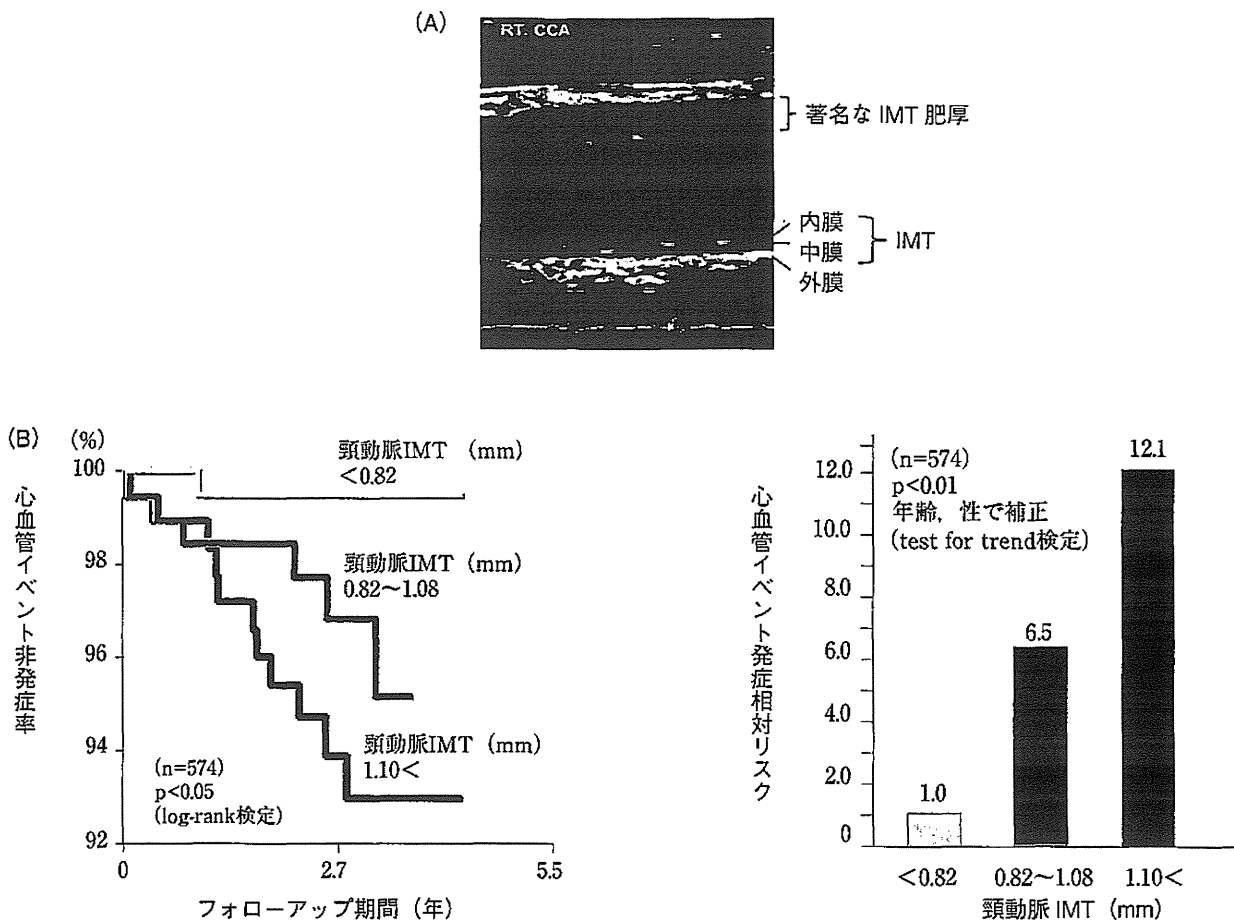 (A)
RT. CCA
著名な IMT 肥厚
内膜
中膜
外膜
IMT
(B)
(%)
心血管イベント非発症率
100
98
96
94
92
頸動脈IMT (mm)
<0.82
頸動脈IMT (mm)
0.82〜1.08
頸動脈IMT (mm)
1.10<
(n=574)
p<0.05
(log-rank検定)
0
2.7
5.5
フォローアップ期間 (年)
心血管イベント発症相対リスク
12.0
10.0
8.0
6.0
4.0
2.0
0
(n=574)
p<0.01
年齢, 性で補正
(test for trend検定)
1.0
6.5
12.1
<0.82
0.82〜1.08
1.10<
頸動脈 IMT (mm)